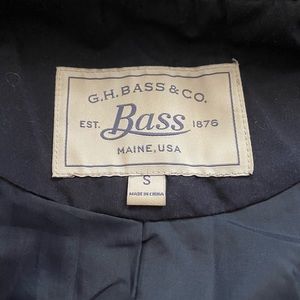 G.H. BASS & CO.
EST. Bass 1876
MAINE, USA
S
MADE IN CHINA